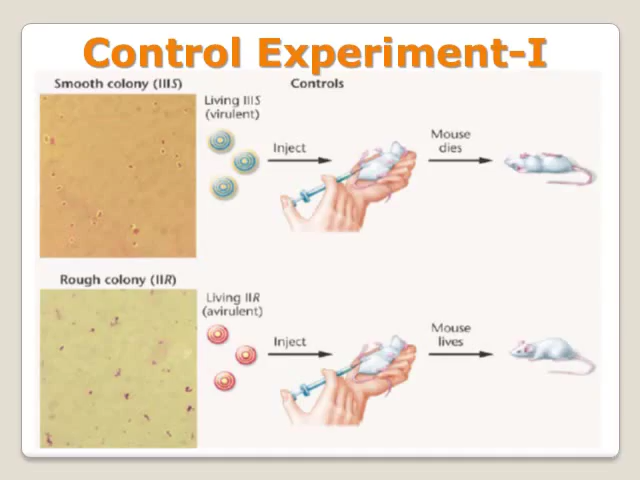 Control Experiment-I
Smooth colony (IIIS)
Controls
Living IIIS
(virulent)
Inject
Mouse
dies
Rough colony (IIR)
Living IIR
(avirulent)
Inject
Mouse
lives